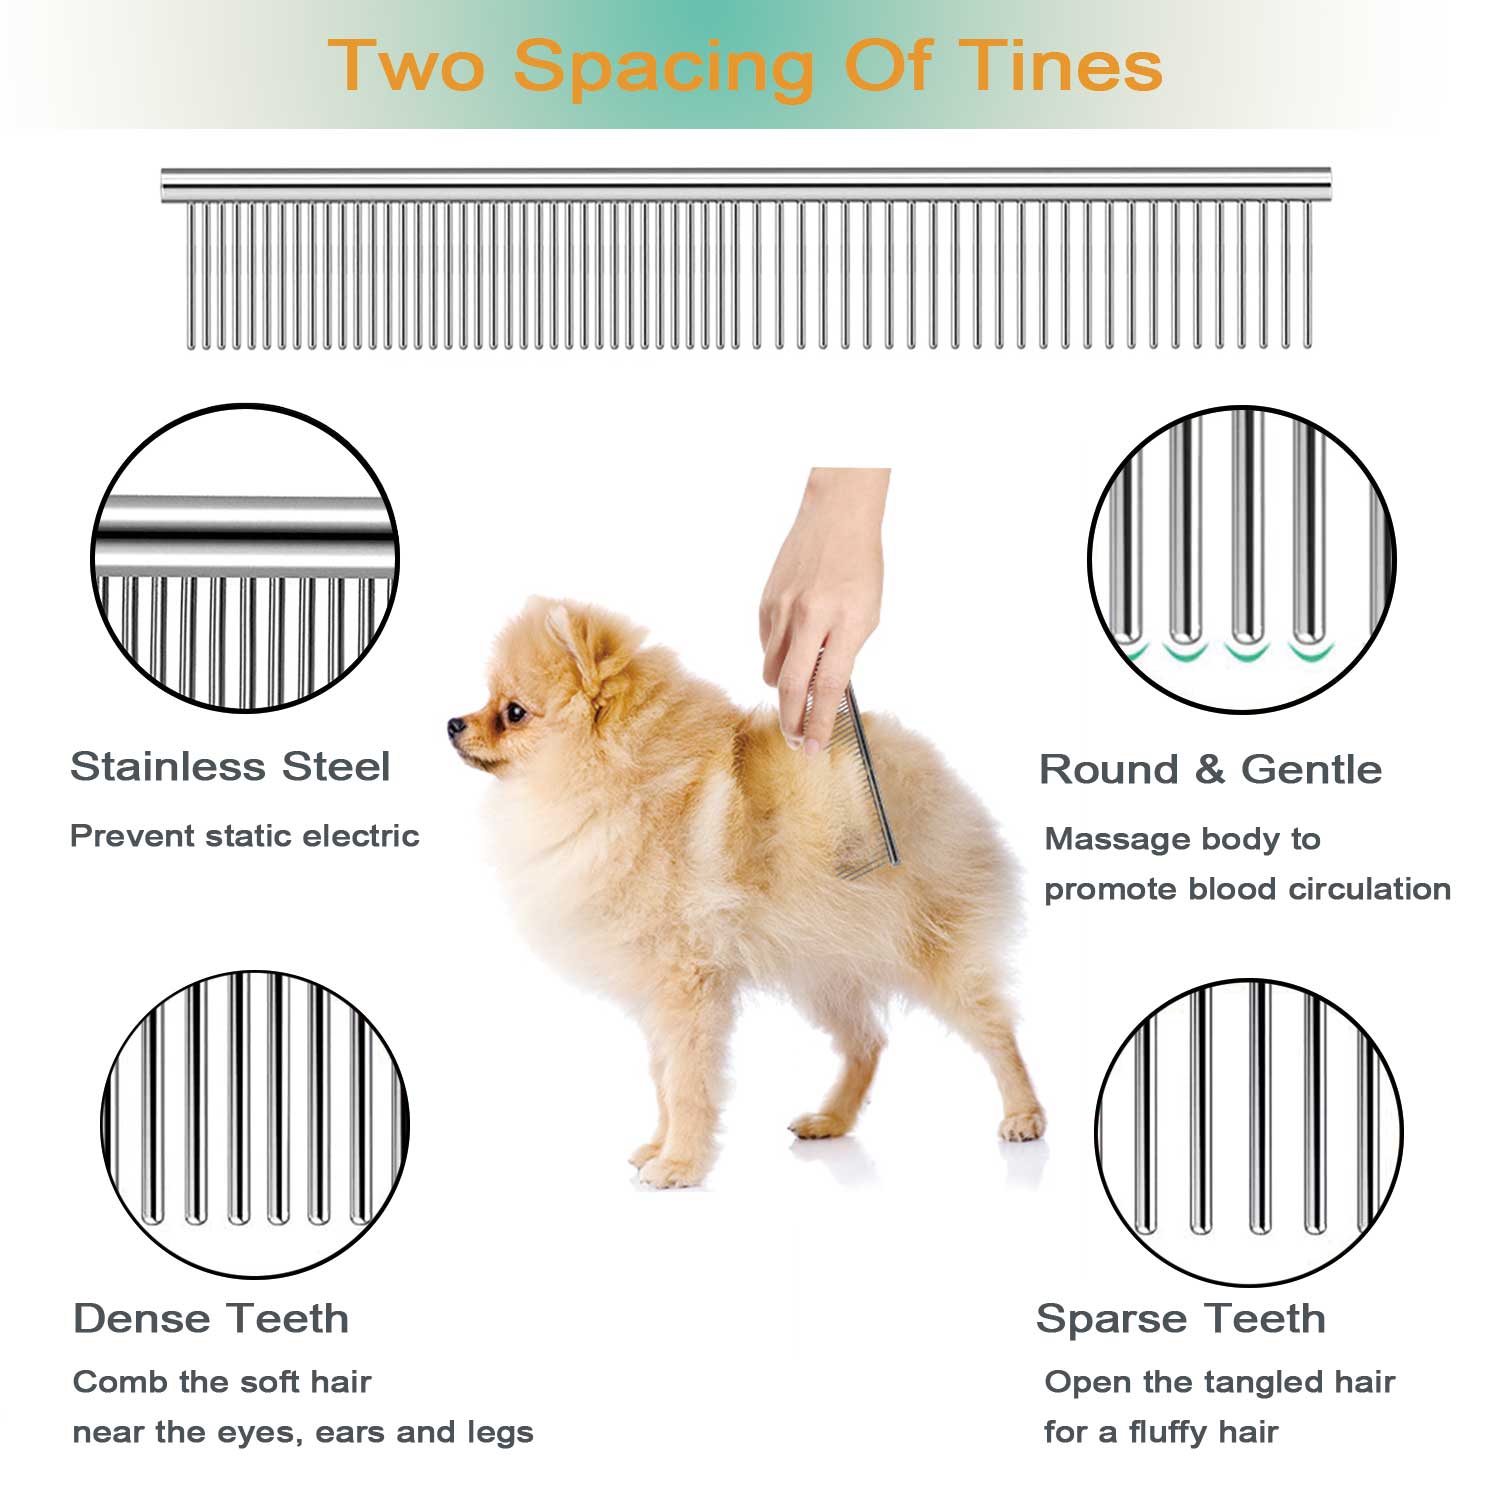 Two Spacing Of Tines
Stainless Steel
Prevent static electric
Round & Gentle
Massage body to
promote blood circulation
Dense Teeth
Comb the soft hair
near the eyes, ears and legs
Sparse Teeth
Open the tangled hair
for a fluffy hair